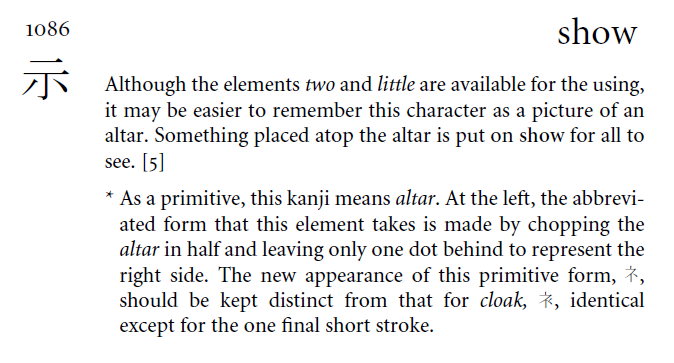 1086
show
示
Although the elements two and little are available for the using,
it may be easier to remember this character as a picture of an
altar. Something placed atop the altar is put on show for all to
see. [5]
* As a primitive, this kanji means altar. At the left, the abbrevi-
ated form that this element takes is made by chopping the
altar in half and leaving only one dot behind to represent the
right side. The new appearance of this primitive form, ⺭,
should be kept distinct from that for cloak, ⻂, identical
except for the one final short stroke.